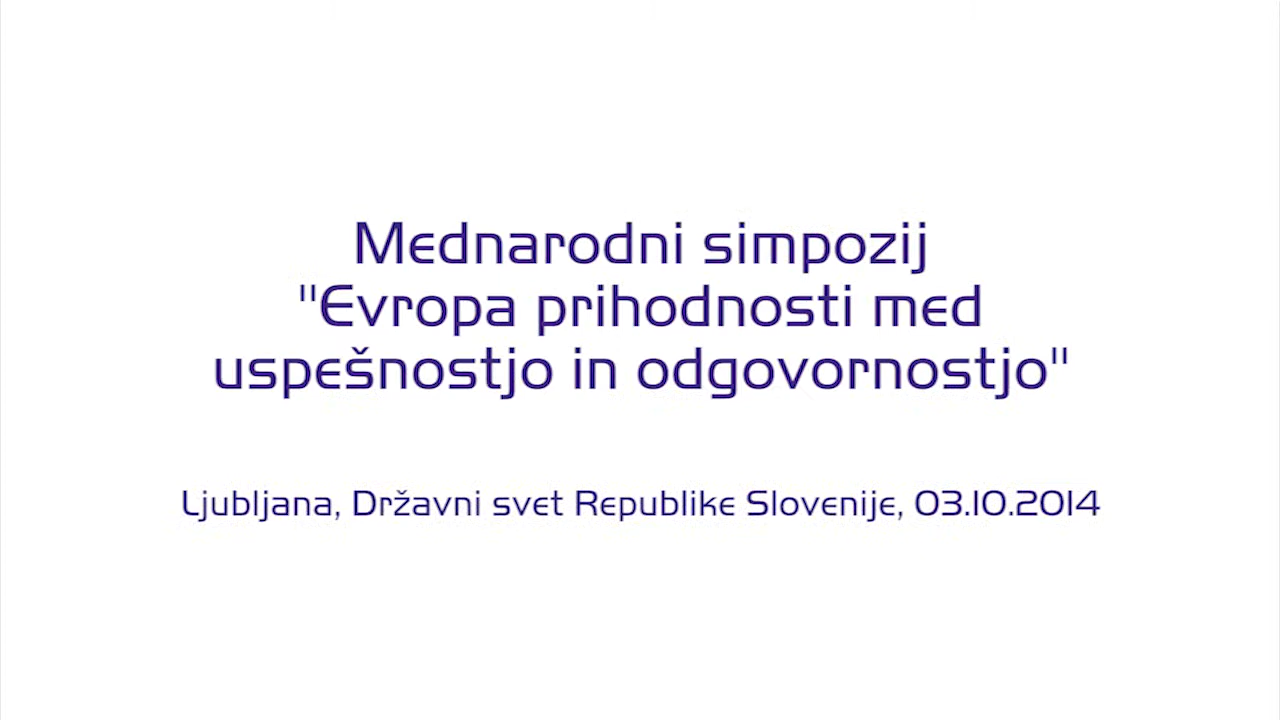 Mednarodni simpozij
"Evropa prihodnosti med
uspešnostjo in odgovornostjo"
Ljubljana, Državni svet Republike Slovenije, 03.10.2014